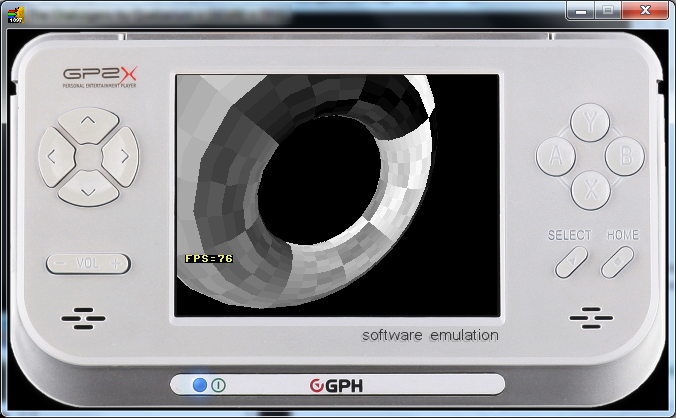 GP2X
PERSONAL ENTERTAINMENT PLAYER
Y
A
B
X
SELECT HOME
FPS=76
− VOL +
software emulation
GPH